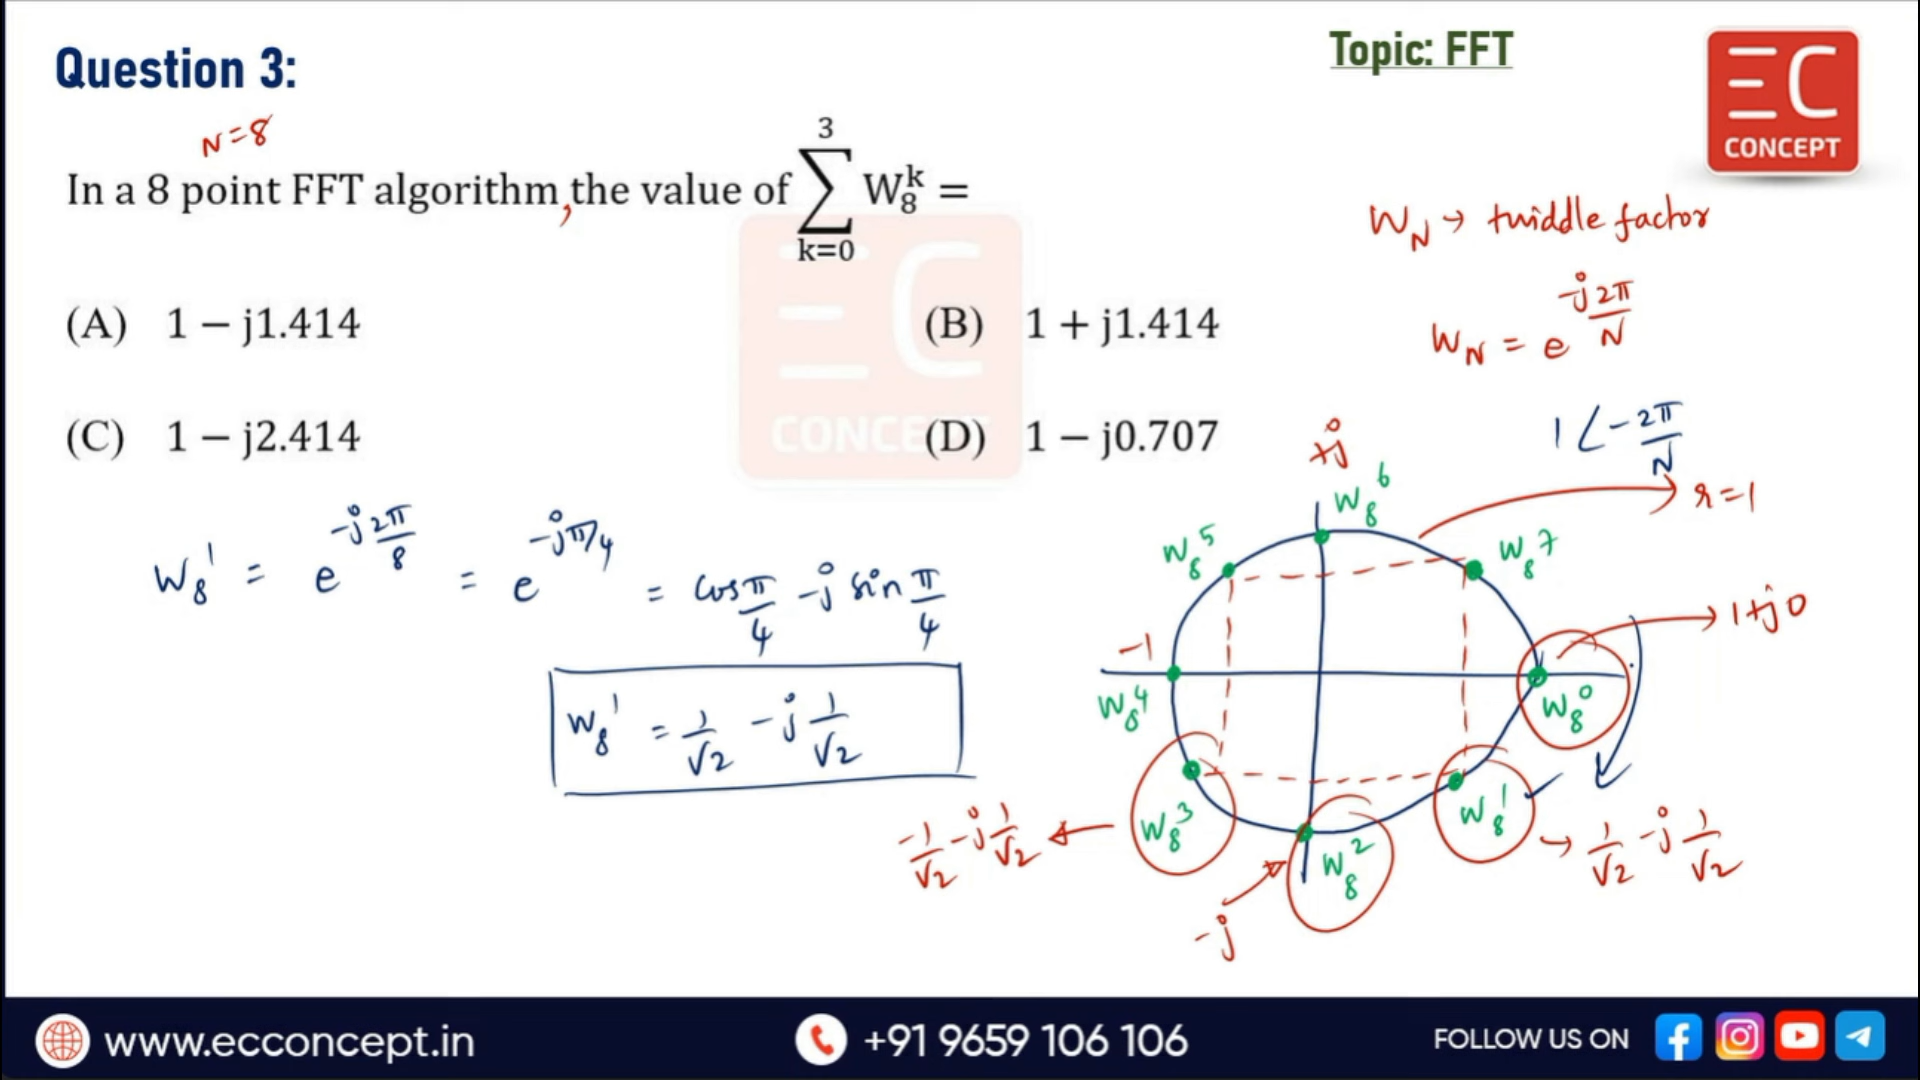 Question 3:
Topic: FFT
EC
CONCEPT
N=8
In a 8 point FFT algorithm, the value of ∑_{k=0}^{3} W_8^k =
W_N → twiddle factor
(A) 1 − j1.414
(B) 1 + j1.414
W_N = e^{-j 2π/N}
(C) 1 − j2.414
(D) 1 − j0.707
EC
CONCEPT
1∠-2π/N
r=1
+j
W_8^6
W_8^5
W_8^7
W_8^1 = e^{-j 2π/8} = e^{-jπ/4} = cos π/4 - j sin π/4
1+j0
-1
W_8^4
W_8^0
W_8^1 = 1/√2 - j 1/√2
-1/√2 - j 1/√2 ←
W_8^3
W_8^2
W_8^1 ✓
→ 1/√2 - j 1/√2
-j
www.ecconcept.in
+91 9659 106 106
FOLLOW US ON